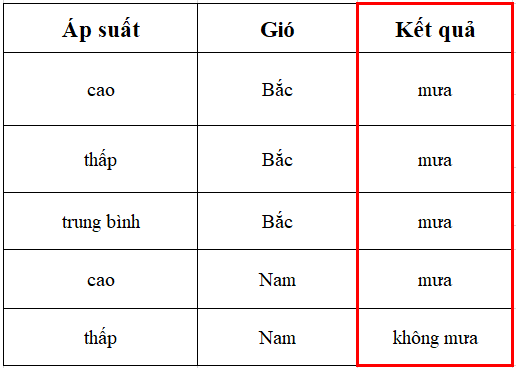 Áp suất Gió Kết quả
cao Bắc mưa
thấp Bắc mưa
trung bình Bắc mưa
cao Nam mưa
thấp Nam không mưa